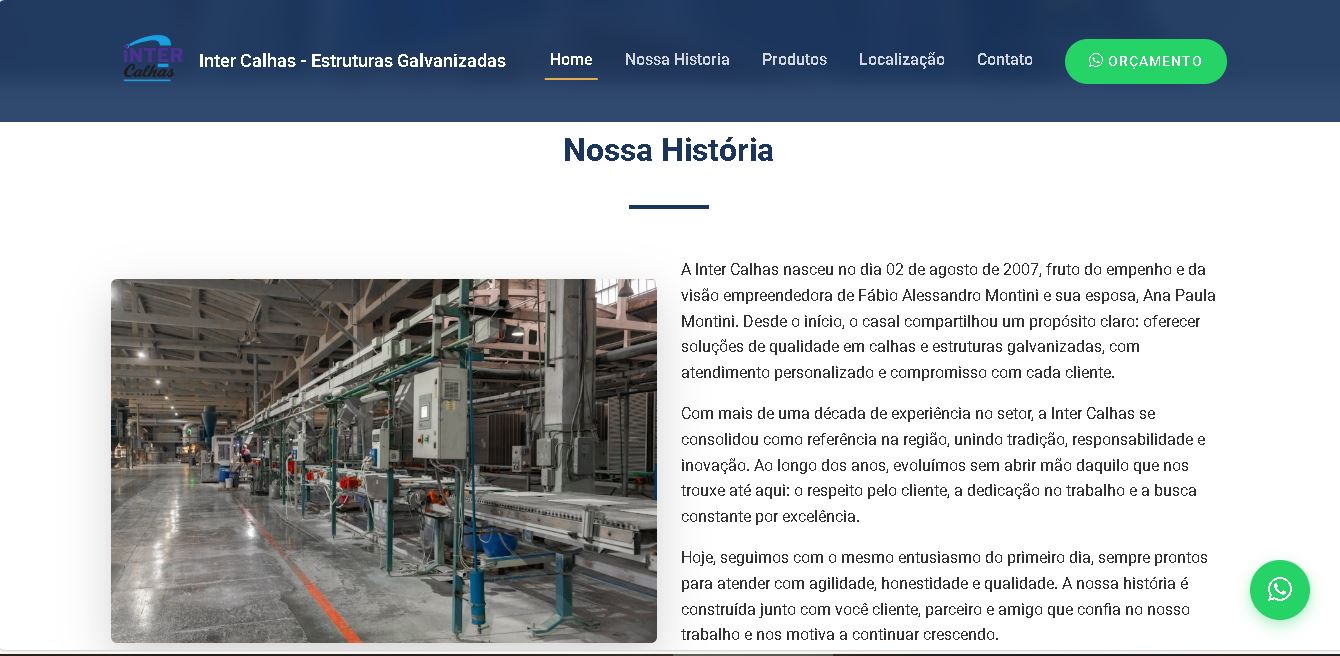 INTER
Calhas
Inter Calhas - Estruturas Galvanizadas
Home
Nossa Historia
Produtos
Localização
Contato
ORÇAMENTO
Nossa História
A Inter Calhas nasceu no dia 02 de agosto de 2007, fruto do empenho e da
visão empreendedora de Fábio Alessandro Montini e sua esposa, Ana Paula
Montini. Desde o início, o casal compartilhou um propósito claro: oferecer
soluções de qualidade em calhas e estruturas galvanizadas, com
atendimento personalizado e compromisso com cada cliente.
Com mais de uma década de experiência no setor, a Inter Calhas se
consolidou como referência na região, unindo tradição, responsabilidade e
inovação. Ao longo dos anos, evoluímos sem abrir mão daquilo que nos
trouxe até aqui: o respeito pelo cliente, a dedicação no trabalho e a busca
constante por excelência.
Hoje, seguimos com o mesmo entusiasmo do primeiro dia, sempre prontos
para atender com agilidade, honestidade e qualidade. A nossa história é
construída junto com você cliente, parceiro e amigo que confia no nosso
trabalho e nos motiva a continuar crescendo.